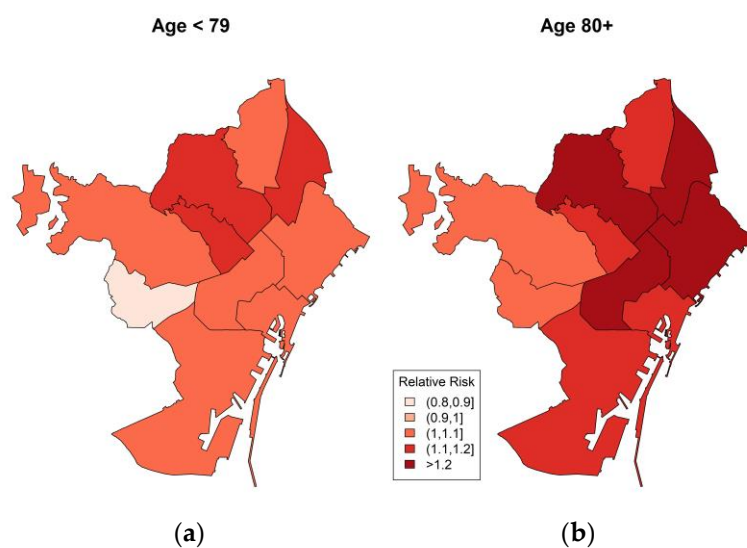 Age < 79
Age 80+
Relative Risk
(0.8,0.9]
(0.9,1]
(1,1.1]
(1.1,1.2]
>1.2
(a)
(b)